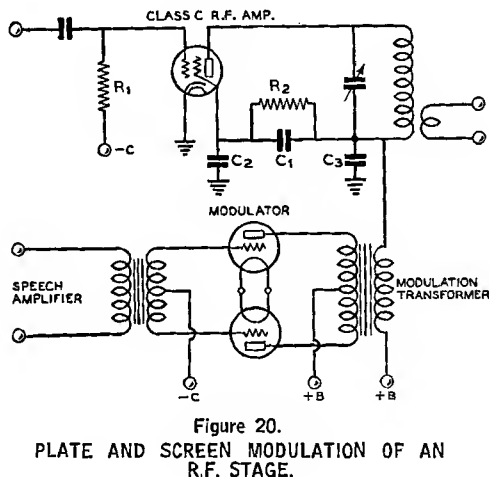 CLASS C R.F. AMP.
R1
R2
-C
C2
C1
C3
MODULATOR
SPEECH
AMPLIFIER
MODULATION
TRANSFORMER
-C
+B
+B
Figure 20.
PLATE AND SCREEN MODULATION OF AN
R.F. STAGE.